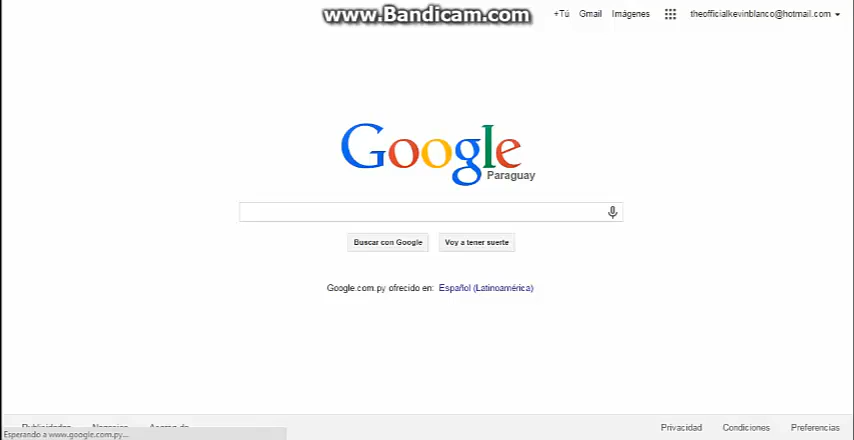 www.Bandicam.com
+Tú Gmail Imágenes theofficialkevinblanco@hotmail.com
Google
Paraguay
Buscar con Google Voy a tener suerte
Google.com.py ofrecido en: Español (Latinoamérica)
Privacidad Condiciones Preferencias
Esperando a www.google.com.py...